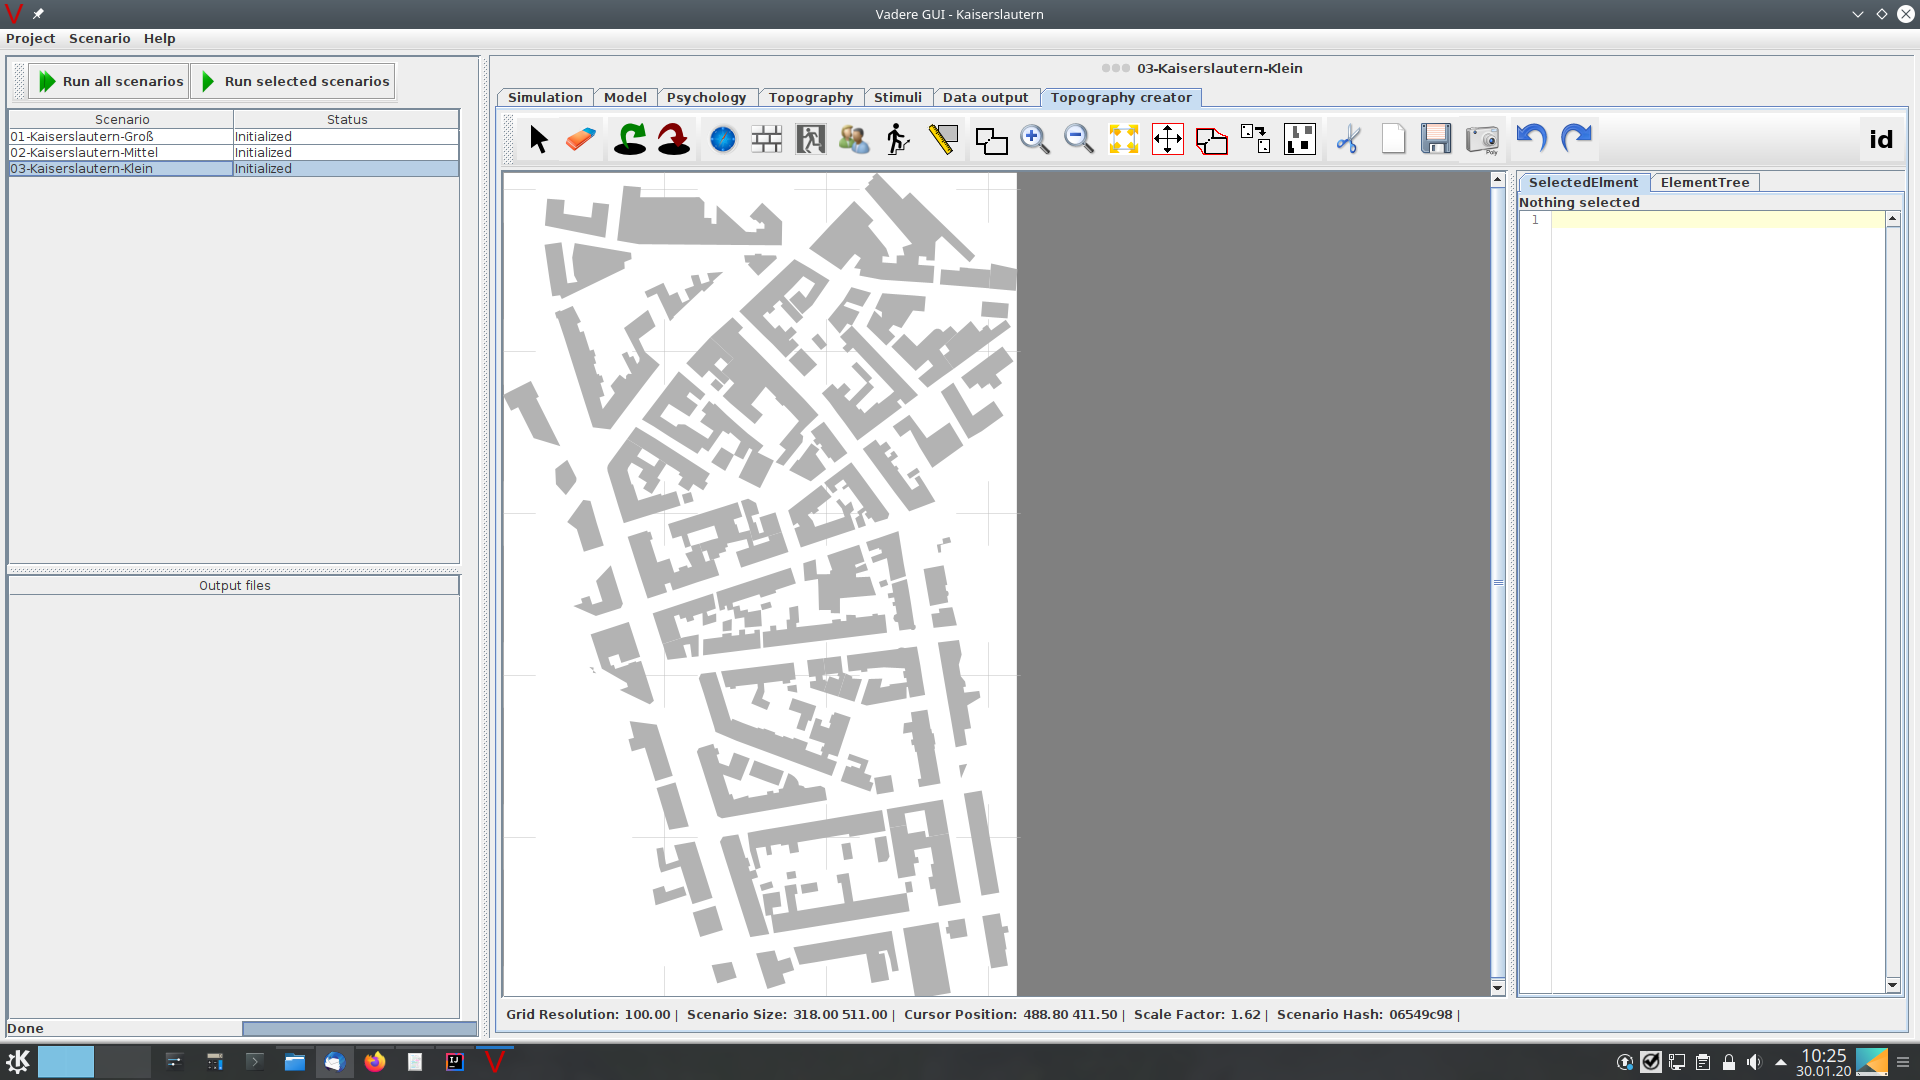 Vadere GUI - Kaiserslautern
Project Scenario Help
Run all scenarios Run selected scenarios
Scenario Status
01-Kaiserslautern-Groß Initialized
02-Kaiserslautern-Mittel Initialized
03-Kaiserslautern-Klein Initialized
Output files
Done
03-Kaiserslautern-Klein
Simulation Model Psychology Topography Stimuli Data output Topography creator
Poly
id
SelectedElment ElementTree
Nothing selected
1
Grid Resolution: 100.00 | Scenario Size: 318.00 511.00 | Cursor Position: 488.80 411.50 | Scale Factor: 1.62 | Scenario Hash: 06549c98 |
IJ
10:25
30.01.20